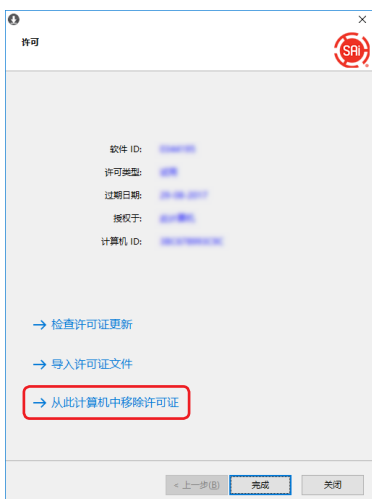 许可
SAi
软件 ID:
许可类型:
过期日期:
授权于:
计算机 ID:
→ 检查许可证更新
→ 导入许可证文件
→ 从此计算机中移除许可证
< 上一步(B)
完成
关闭